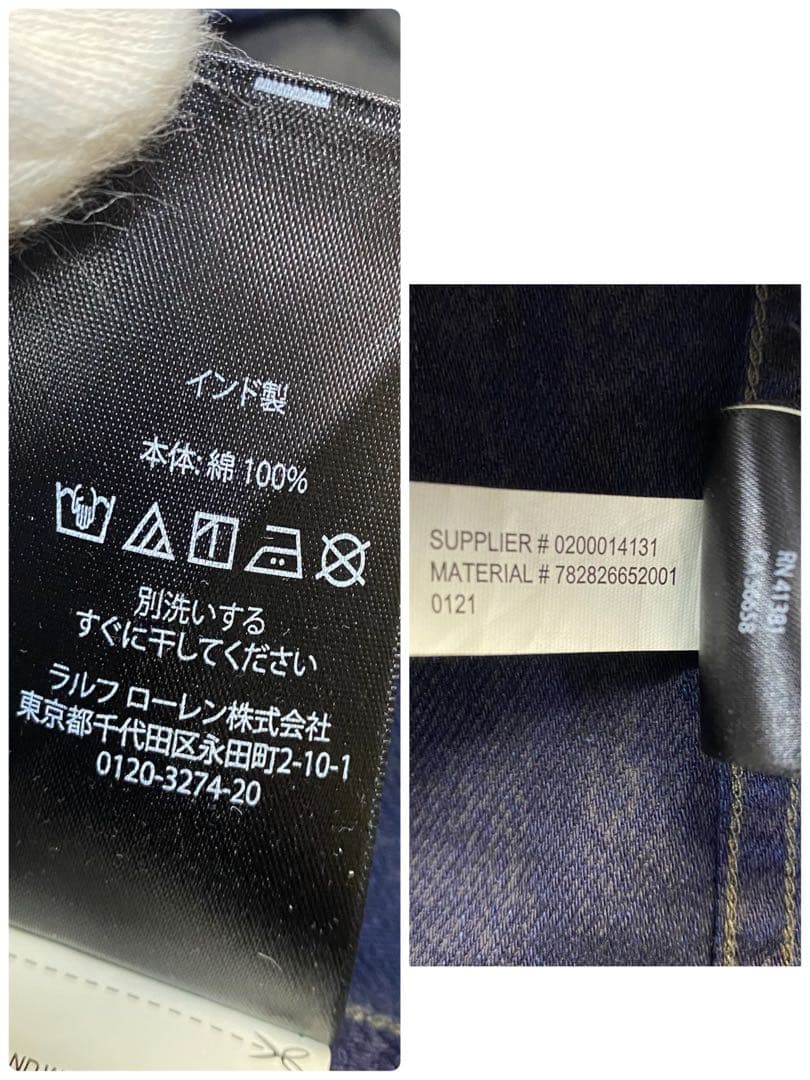 インド製
本体: 綿 100%
別洗いする
すぐに干してください
ラルフ ローレン株式会社
東京都千代田区永田町2-10-1
0120-3274-20
SUPPLIER # 0200014131
MATERIAL # 782826652001
0121
RN 41381